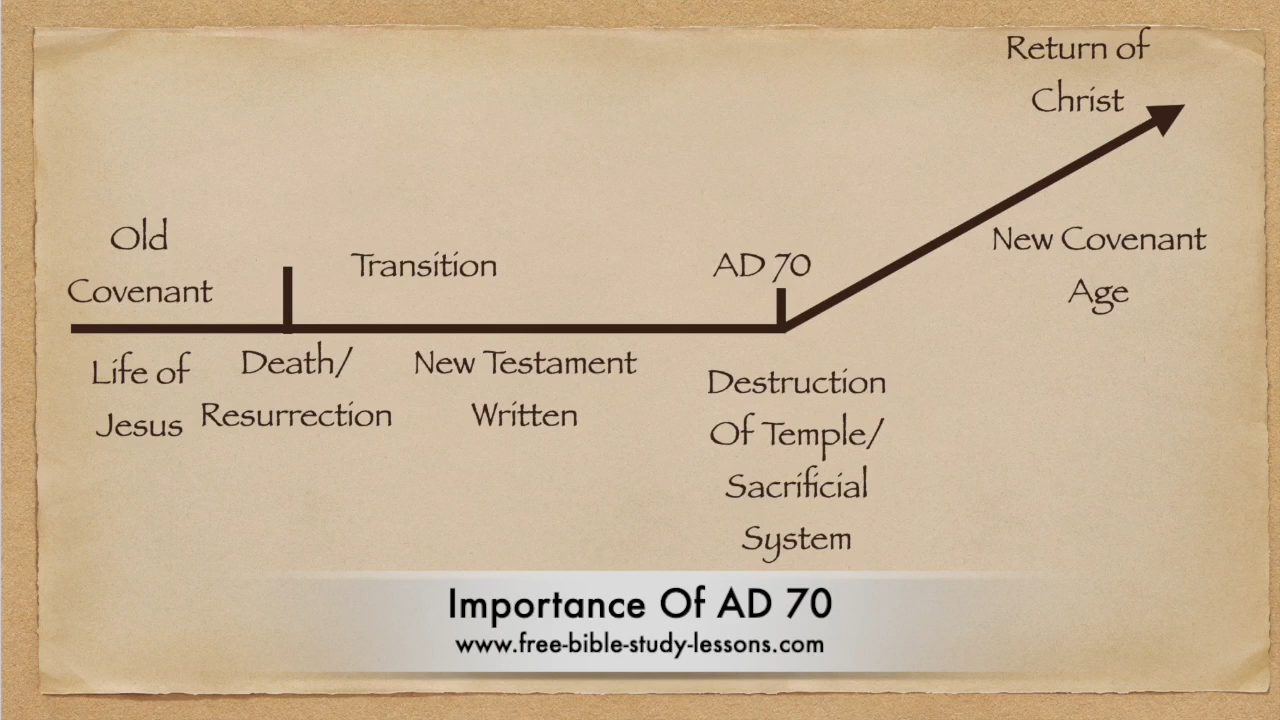 Return of
Christ
Old
Covenant
Transition
AD 70
New Covenant
Age
Life of
Jesus
Death/
Resurrection
New Testament
Written
Destruction
Of Temple/
Sacrificial
System
Importance Of AD 70
www.free-bible-study-lessons.com